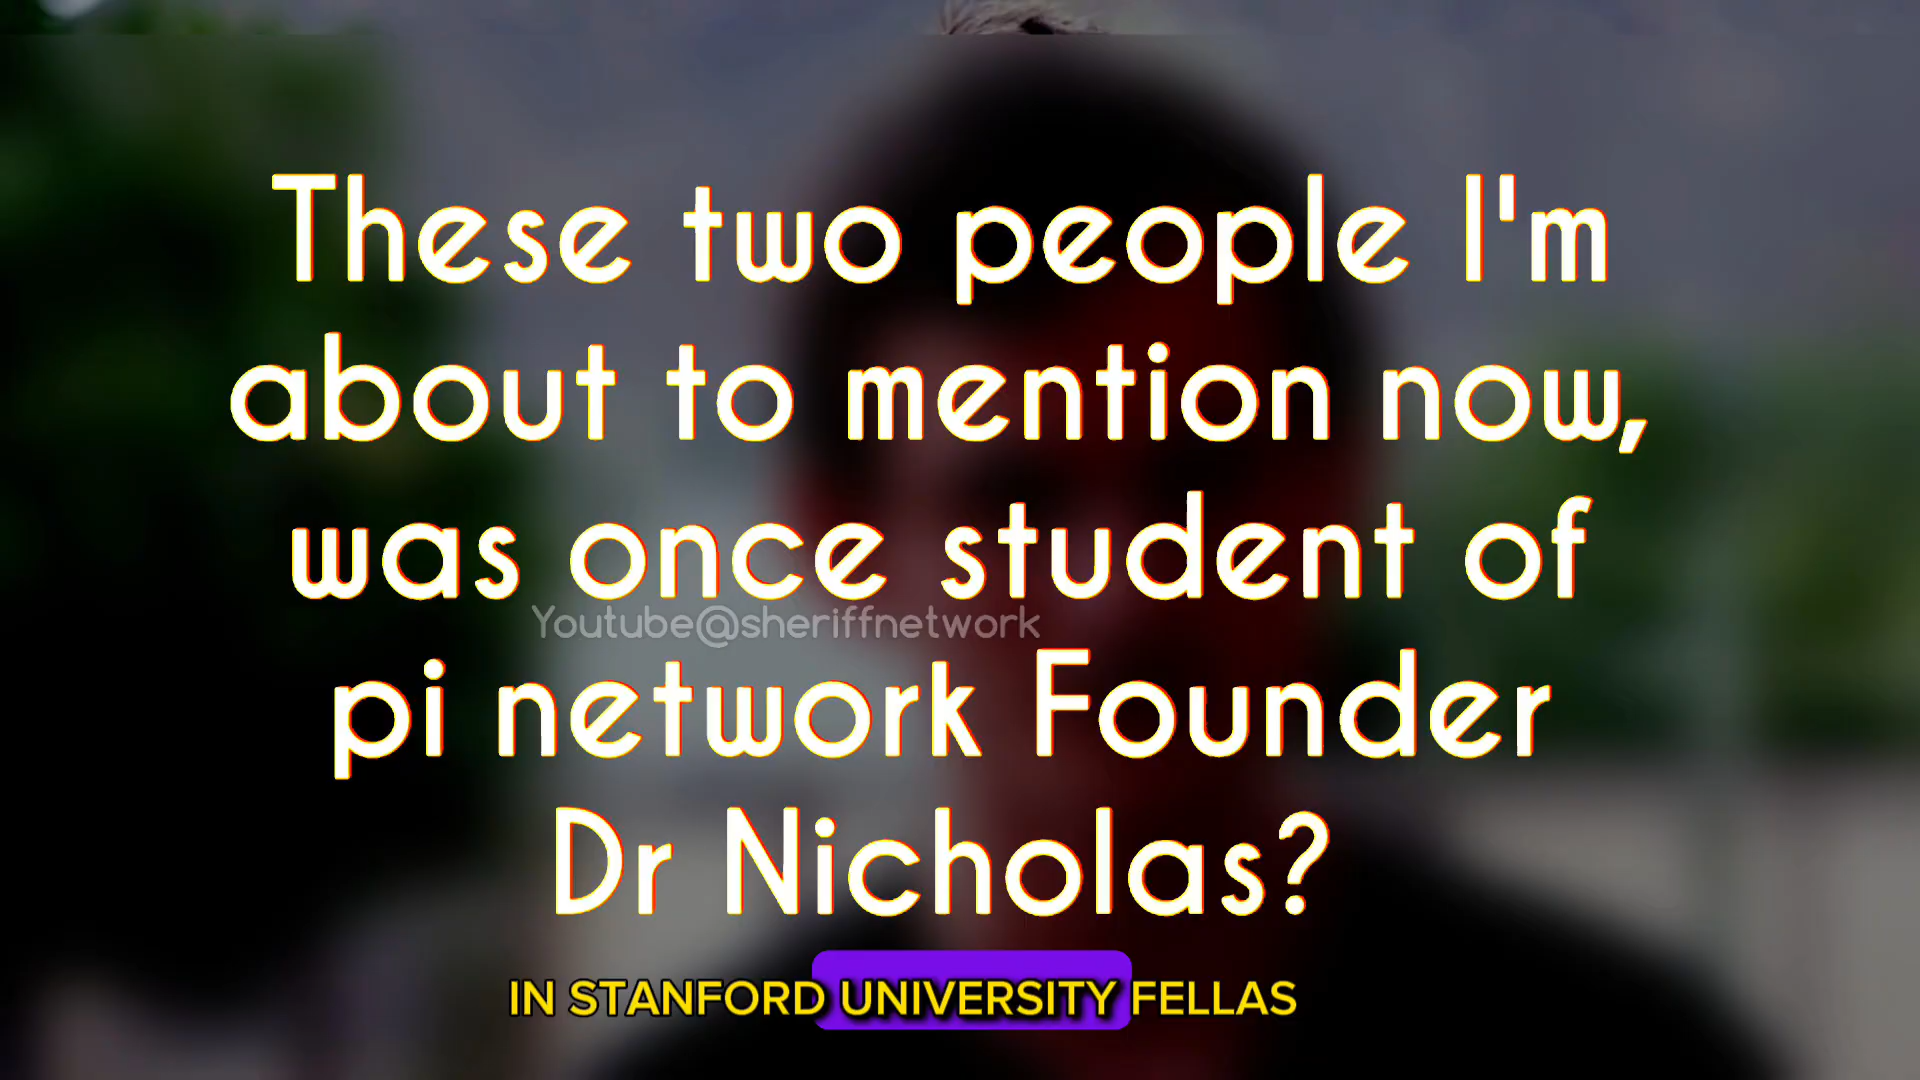 These two people I'm
about to mention now,
was once student of
Youtube@sheriffnetwork
pi network Founder
Dr Nicholas?
IN STANFORD UNIVERSITY FELLAS